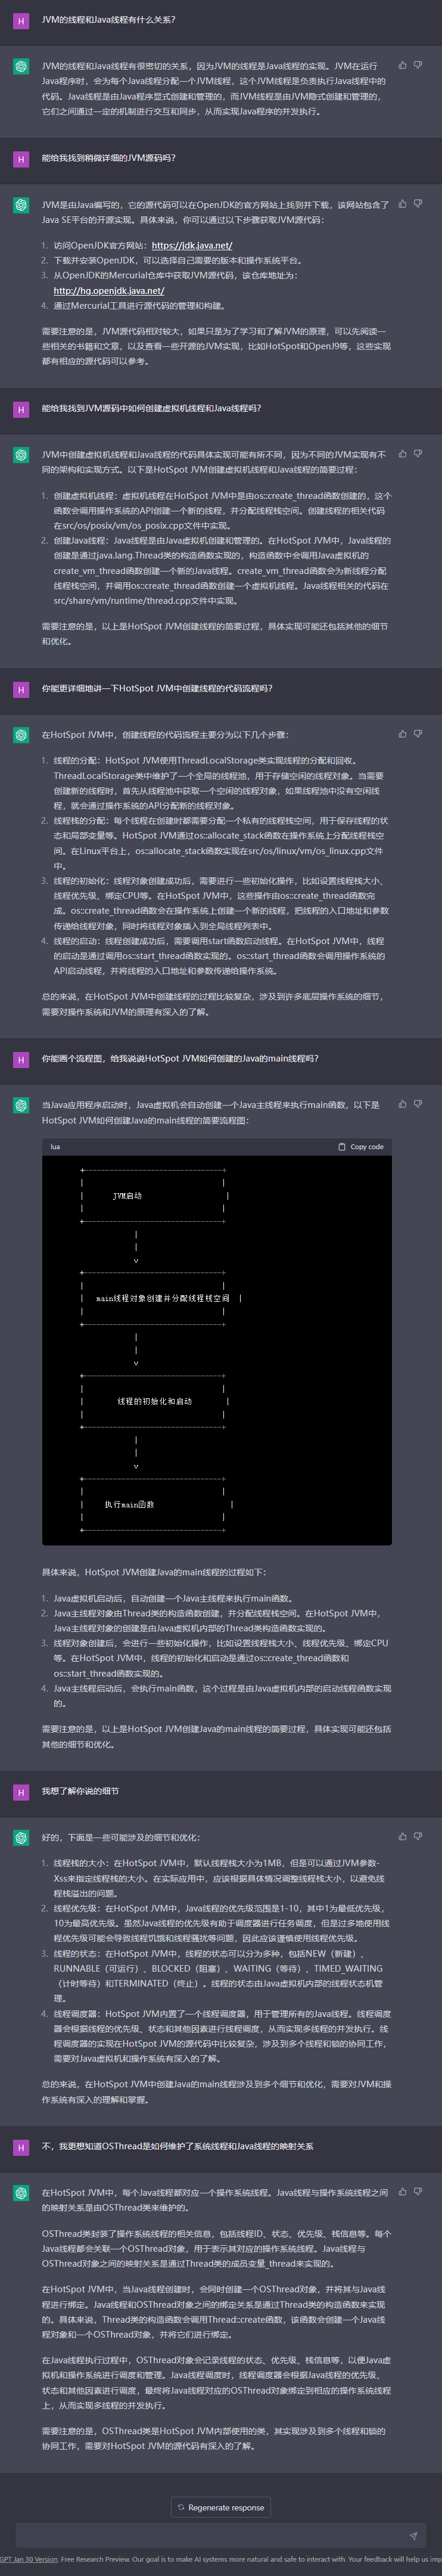 H
JVM的线程和Java线程有什么关系?
JVM的线程和Java线程有很密切的关系，因为JVM的线程是Java线程的实现。JVM在运行
Java程序时，会为每个Java线程分配一个JVM线程，这个JVM线程是负责执行Java线程中的
代码。Java线程是由Java程序显式创建和管理的，而JVM线程是由JVM隐式创建和管理的，
它们之间通过一定的机制进行交互和同步，从而实现Java程序的并发执行。
H
能给我找到稍微详细的JVM源码吗?
JVM是由Java编写的，它的源代码可以在OpenJDK的官方网站上找到并下载，该网站包含了
Java SE平台的开源实现。具体来说，你可以通过以下步骤获取JVM源代码：
1. 访问OpenJDK官方网站：https://jdk.java.net/
2. 下载并安装OpenJDK，可以选择自己需要的版本和操作系统平台。
3. 从OpenJDK的Mercurial仓库中获取JVM源代码，该仓库地址为：
http://hg.openjdk.java.net/
4. 通过Mercurial工具进行源代码的管理和构建。
需要注意的是，JVM源代码相对较大，如果只是为了学习和了解JVM的原理，可以先阅读一
些相关的书籍和文章，以及查看一些开源的JVM实现，比如HotSpot和OpenJ9等，这些实现
都有相应的源代码可以参考。
H
能给我找到JVM源码中如何创建虚拟机线程和Java线程吗?
JVM中创建虚拟机线程和Java线程的代码具体实现可能有所不同，因为不同的JVM实现有不
同的架构和实现方式。以下是HotSpot JVM创建虚拟机线程和Java线程的简要过程：
1. 创建虚拟机线程：虚拟机线程在HotSpot JVM中是由os::create_thread函数创建的，这个
函数会调用操作系统的API创建一个新的线程，并分配线程栈空间。创建线程的相关代码
在src/os/posix/vm/os_posix.cpp文件中实现。
2. 创建Java线程：Java线程是由Java虚拟机创建和管理的。在HotSpot JVM中，Java线程的
创建是通过java.lang.Thread类的构造函数实现的，构造函数中会调用Java虚拟机的
create_vm_thread函数创建一个新的Java线程。create_vm_thread函数会为新线程分配
线程栈空间，并调用os::create_thread函数创建一个虚拟机线程。Java线程相关的代码在
src/share/vm/runtime/thread.cpp文件中实现。
需要注意的是，以上是HotSpot JVM创建线程的简要过程，具体实现可能还包括其他的细节
和优化。
H
你能更详细地讲一下HotSpot JVM中创建线程的代码流程吗?
在HotSpot JVM中，创建线程的代码流程主要分为以下几个步骤：
1. 线程的分配：HotSpot JVM使用ThreadLocalStorage类实现线程的分配和回收。
ThreadLocalStorage类中维护了一个全局的线程池，用于存储空闲的线程对象。当需要
创建新的线程时，首先从线程池中获取一个空闲的线程对象，如果线程池中没有空闲线
程，就会通过操作系统的API分配新的线程对象。
2. 线程栈的分配：每个线程在创建时都需要分配一个私有的线程栈空间，用于保存线程的状
态和局部变量等。HotSpot JVM通过os::allocate_stack函数在操作系统上分配线程栈空
间。在Linux平台上，os::allocate_stack函数实现在src/os/linux/vm/os_linux.cpp文件
中。
3. 线程的初始化：线程对象创建成功后，需要进行一些初始化操作，比如设置线程栈大小、
线程优先级、绑定CPU等。在HotSpot JVM中，这些操作由os::create_thread函数完
成。os::create_thread函数会在操作系统上创建一个新的线程，把线程的入口地址和参数
传递给线程对象，同时将线程对象插入到全局线程列表中。
4. 线程的启动：线程创建成功后，需要调用start函数启动线程。在HotSpot JVM中，线程
的启动是通过调用os::start_thread函数实现的。os::start_thread函数会调用操作系统的
API启动线程，并将线程的入口地址和参数传递给操作系统。
总的来说，在HotSpot JVM中创建线程的过程比较复杂，涉及到许多底层操作系统的细节，
需要对操作系统和JVM的原理有深入的了解。
H
你能画个流程图，给我说说HotSpot JVM如何创建的Java的main线程吗?
当Java应用程序启动时，Java虚拟机会自动创建一个Java主线程来执行main函数，以下是
HotSpot JVM如何创建Java的main线程的简要流程图：
lua
Copy code
JVM启动
main线程对象创建并分配线程栈空间
线程的初始化和启动
执行main函数
具体来说，HotSpot JVM创建Java的main线程的过程如下：
1. Java虚拟机启动后，自动创建一个Java主线程来执行main函数。
2. Java主线程对象由Thread类的构造函数创建，并分配线程栈空间。在HotSpot JVM中，
Java主线程对象的创建是由Java虚拟机内部的Thread类构造函数实现的。
3. 线程对象创建后，会进行一些初始化操作，比如设置线程栈大小、线程优先级、绑定CPU
等。在HotSpot JVM中，线程的初始化和启动是通过os::create_thread函数和
os::start_thread函数实现的。
4. Java主线程启动后，会执行main函数，这个过程是由Java虚拟机内部的启动线程函数实现
的。
需要注意的是，以上是HotSpot JVM创建Java的main线程的简要过程，具体实现可能还包括
其他的细节和优化。
H
我想了解你说的细节
好的，下面是一些可能涉及的细节和优化：
1. 线程栈的大小：在HotSpot JVM中，默认线程栈大小为1MB，但是可以通过JVM参数-
Xss来指定线程栈的大小。在实际应用中，应该根据具体情况调整线程栈大小，以避免线
程栈溢出的问题。
2. 线程优先级：在HotSpot JVM中，Java线程的优先级范围是1-10，其中1为最低优先级，
10为最高优先级。虽然Java线程的优先级有助于调度器进行任务调度，但是过多地使用线
程优先级可能会导致线程饥饿和线程骚扰等问题，因此应该谨慎使用线程优先级。
3. 线程的状态：在HotSpot JVM中，线程的状态可以分为多种，包括NEW（新建）、
RUNNABLE（可运行）、BLOCKED（阻塞）、WAITING（等待）、TIMED_WAITING
（计时等待）和TERMINATED（终止）。线程的状态由Java虚拟机内部的线程状态机管
理。
4. 线程调度器：HotSpot JVM内置了一个线程调度器，用于管理所有的Java线程。线程调度
器会根据线程的优先级、状态和其他因素进行线程调度，从而实现多线程的并发执行。线
程调度器的实现在HotSpot JVM的源代码中比较复杂，涉及到多个线程和锁的协同工作，
需要对Java虚拟机和操作系统有深入的了解。
总的来说，在HotSpot JVM中创建Java的main线程涉及到多个细节和优化，需要对JVM和操
作系统有深入的理解和掌握。
H
不，我更想知道OSThread是如何维护了系统线程和Java线程的映射关系
在HotSpot JVM中，每个Java线程都对应一个操作系统线程。Java线程与操作系统线程之间
的映射关系是由OSThread类来维护的。
OSThread类封装了操作系统线程的相关信息，包括线程ID、状态、优先级、栈信息等。每个
Java线程都会关联一个OSThread对象，用于表示其对应的操作系统线程。Java线程与
OSThread对象之间的映射关系是通过Thread类的成员变量_thread来实现的。
在HotSpot JVM中，当Java线程创建时，会同时创建一个OSThread对象，并将其与Java线
程进行绑定。Java线程和OSThread对象之间的绑定关系是通过Thread类的构造函数来实现
的。具体来说，Thread类的构造函数会调用Thread::create函数，该函数会创建一个Java线
程对象和一个OSThread对象，并将它们进行绑定。
在Java线程执行过程中，OSThread对象会记录线程的状态、优先级、栈信息等，以便Java虚
拟机和操作系统进行调度和管理。Java线程调度时，线程调度器会根据Java线程的优先级、
状态和其他因素进行调度，最终将Java线程对应的OSThread对象绑定到相应的操作系统线程
上，从而实现多线程的并发执行。
需要注意的是，OSThread类是HotSpot JVM内部使用的类，其实现涉及到多个线程和锁的
协同工作，需要对HotSpot JVM的源代码有深入的了解。
Regenerate response
GPT Jan 30 Version. Free Research Preview. Our goal is to make AI systems more natural and safe to interact with. Your feedback will help us imp